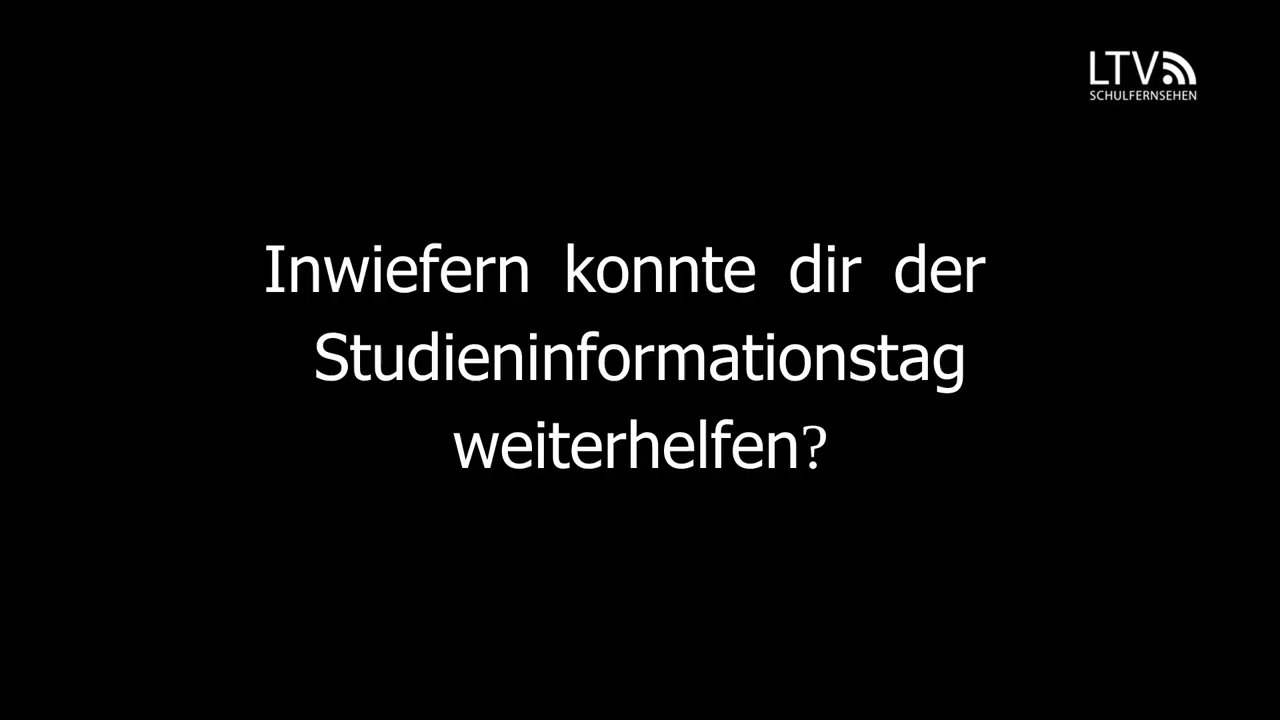 LTV
SCHULFERNSEHEN
Inwiefern konnte dir der
Studieninformationstag
weiterhelfen?